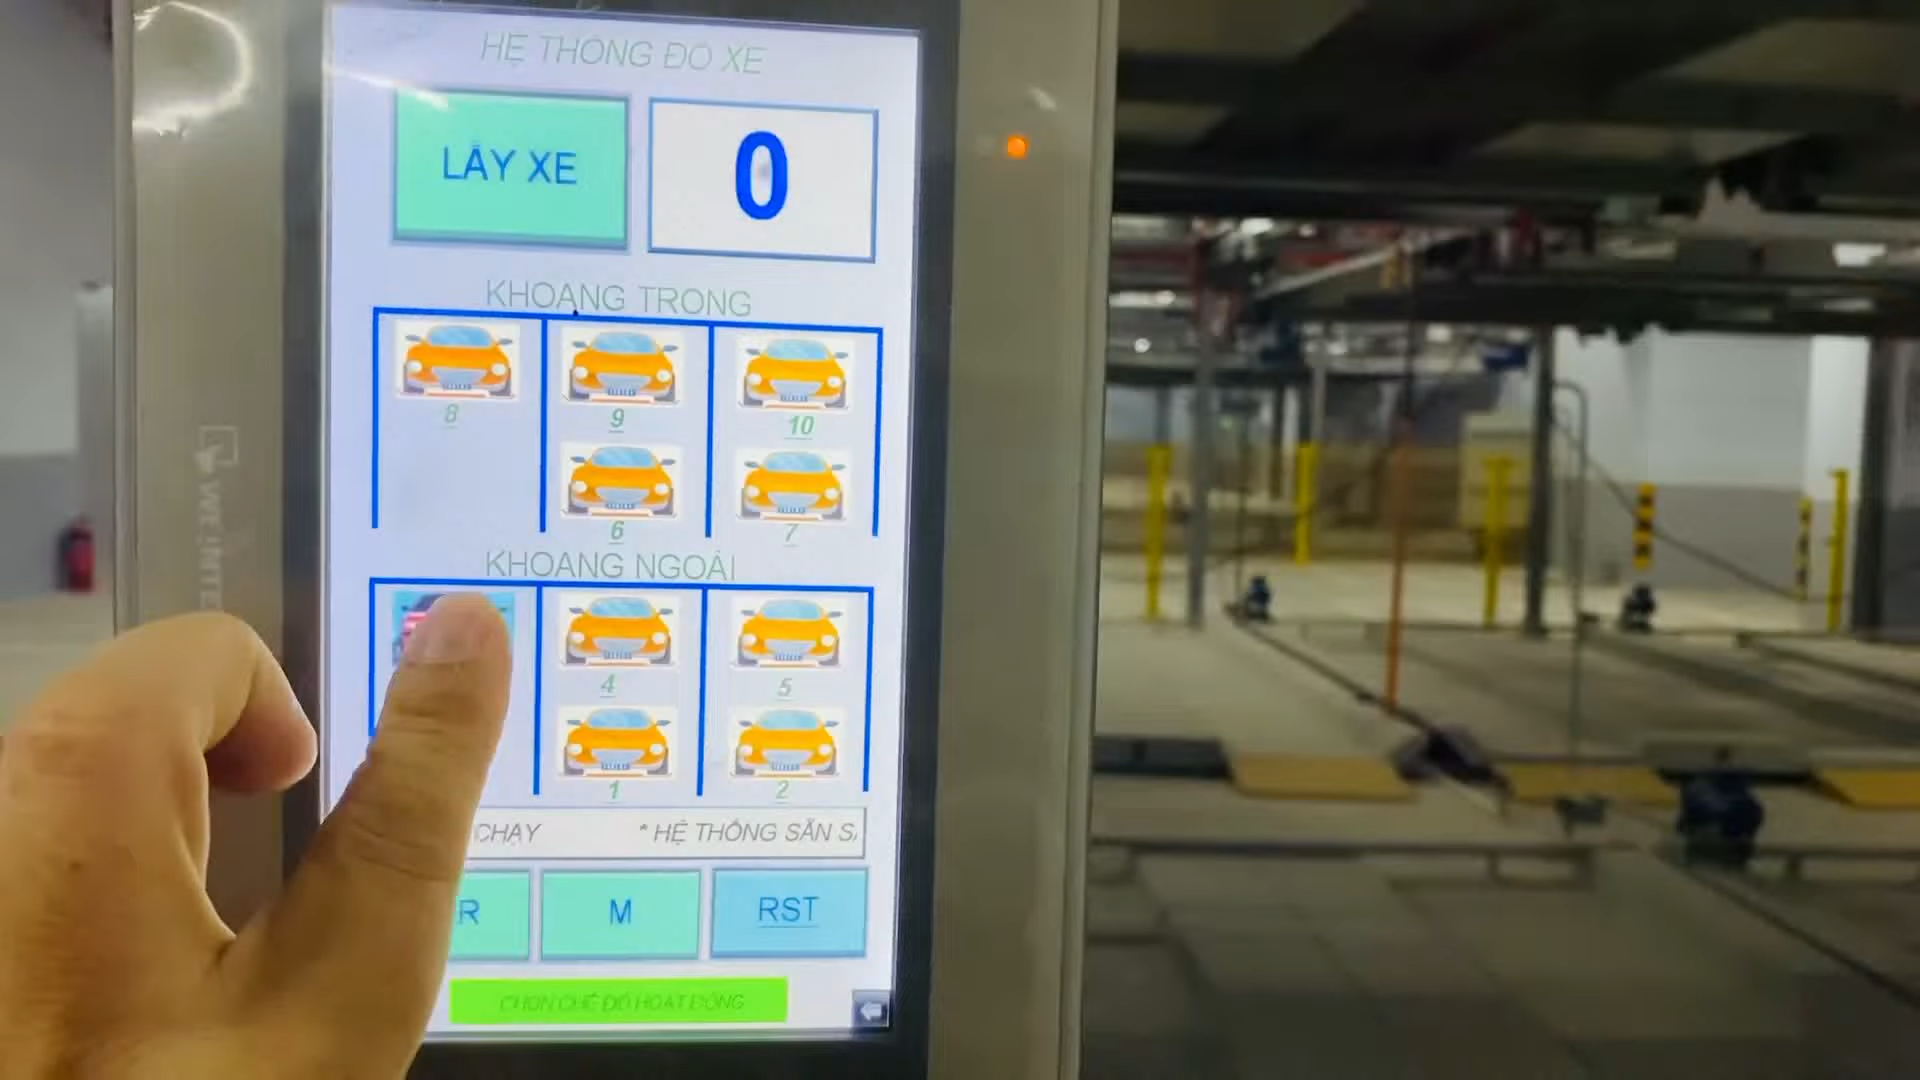 HỆ THỐNG ĐỖ XE
LẤY XE
0
KHOANG TRONG
8
9
10
6
7
KHOANG NGOÀI
4
5
1
2
CHẠY * HỆ THỐNG SẴN S
R
M
RST
CHỌN CHẾ ĐỘ HOẠT ĐỘNG